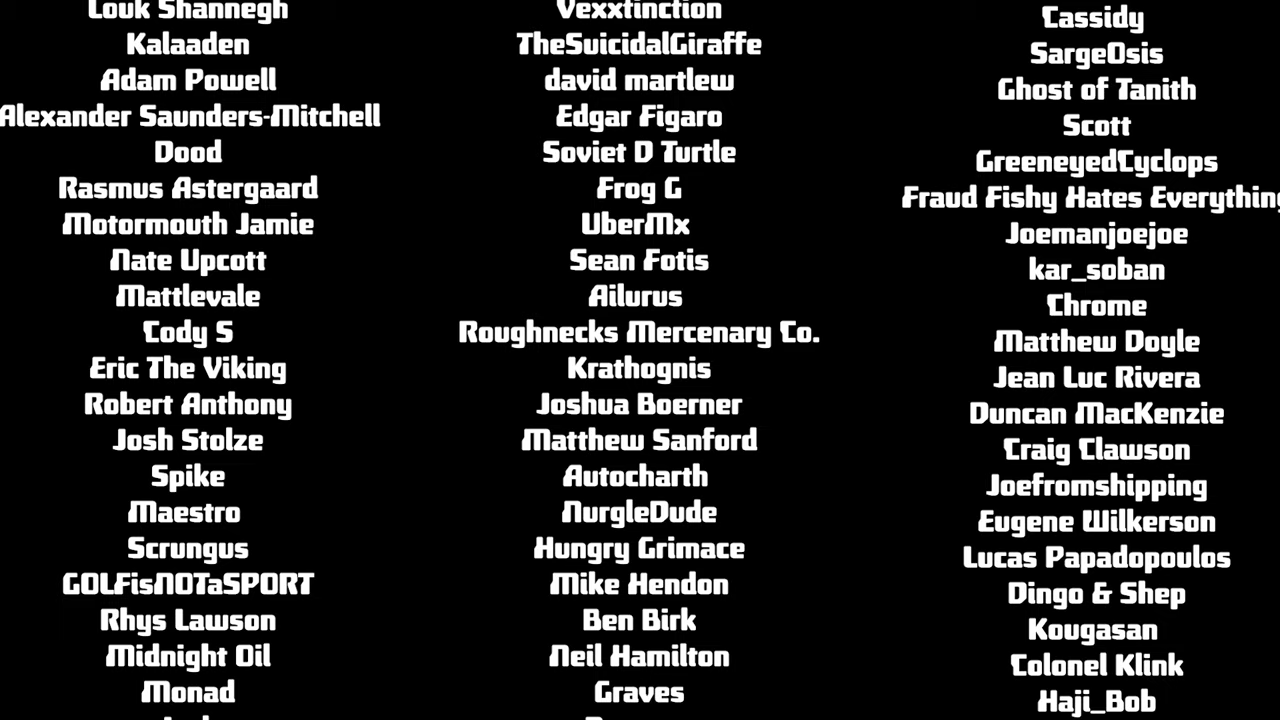 Louk Shannegh
Kalaaden
Adam Powell
Alexander Saunders-Mitchell
Dood
Rasmus Astergaard
Motormouth Jamie
Nate Upcott
Mattlevale
Cody S
Eric The Viking
Robert Anthony
Josh Stolze
Spike
Maestro
Scrungus
GOLFisNOTaSPORT
Rhys Lawson
Midnight Oil
Monad
Vexxtinction
TheSuicidalGiraffe
david martlew
Edgar Figaro
Soviet D Turtle
Frog G
UberMx
Sean Fotis
Ailurus
Roughnecks Mercenary Co.
Krathognis
Joshua Boerner
Matthew Sanford
Autocharth
NurgleDude
Hungry Grimace
Mike Hendon
Ben Birk
Neil Hamilton
Graves
Cassidy
SargeOsis
Ghost of Tanith
Scott
GreeneyedCyclops
Fraud Fishy Hates Everything
Joemanjoejoe
kar_soban
Chrome
Matthew Doyle
Jean Luc Rivera
Duncan MacKenzie
Craig Clawson
Joefromshipping
Eugene Wilkerson
Lucas Papadopoulos
Dingo & Shep
Kougasan
Colonel Klink
Haji_Bob